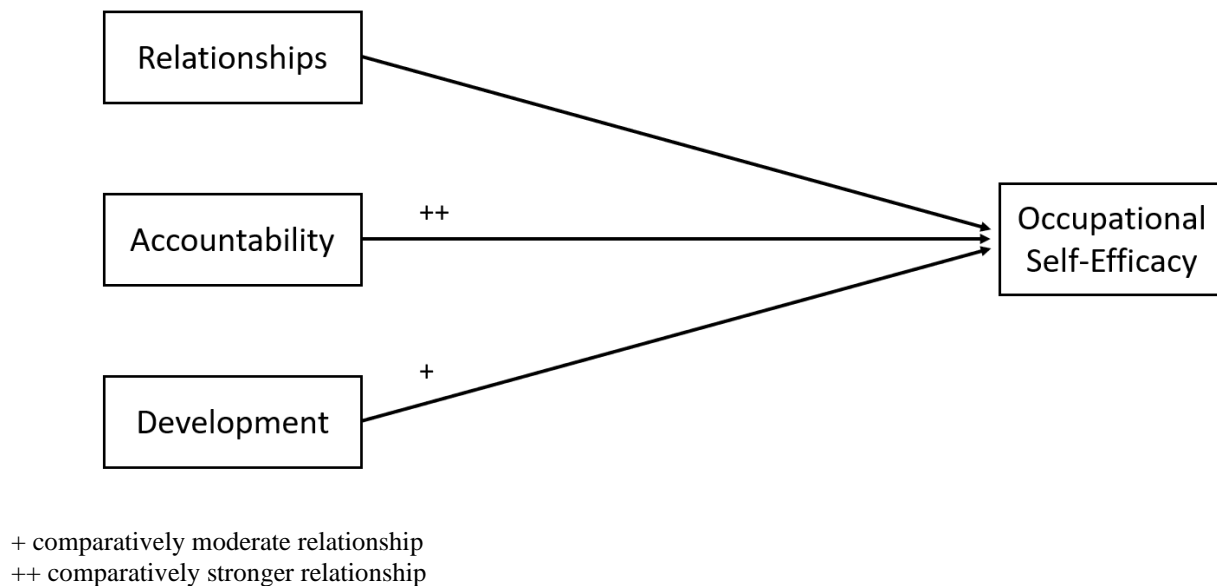 Relationships
++
Accountability
Occupational
Self-Efficacy
+
Development
+ comparatively moderate relationship
++ comparatively stronger relationship